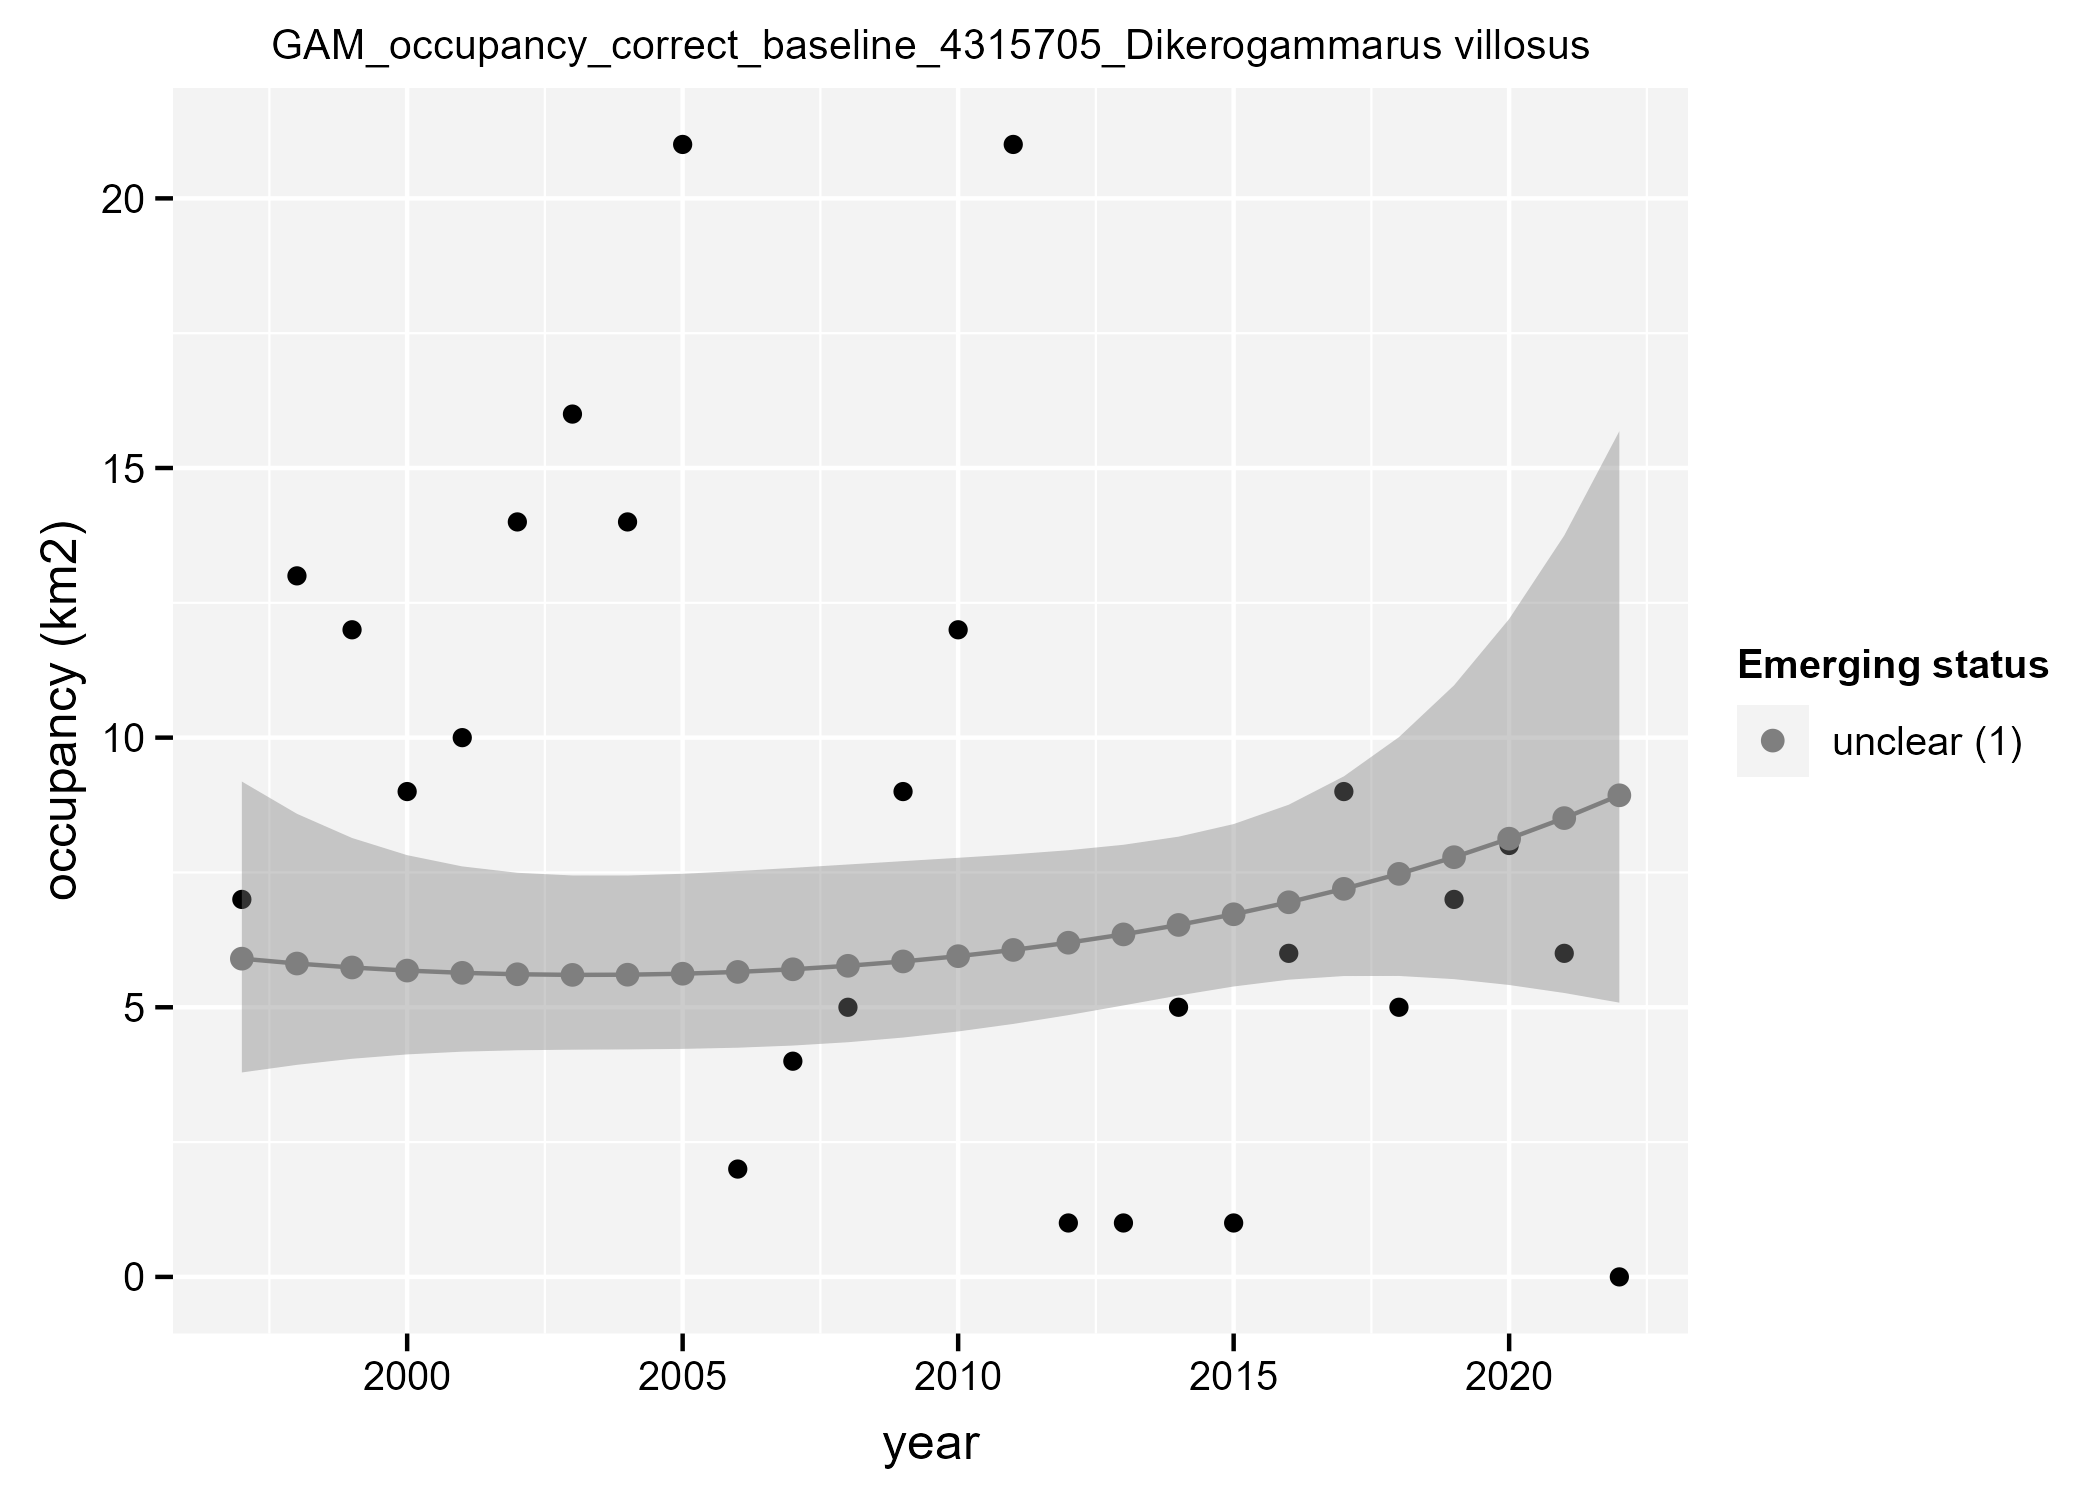 GAM_occupancy_correct_baseline_4315705_Dikerogammarus villosus
occupancy (km2)
20
15
10
5
0
2000 2005 2010 2015 2020
year
Emerging status
unclear (1)